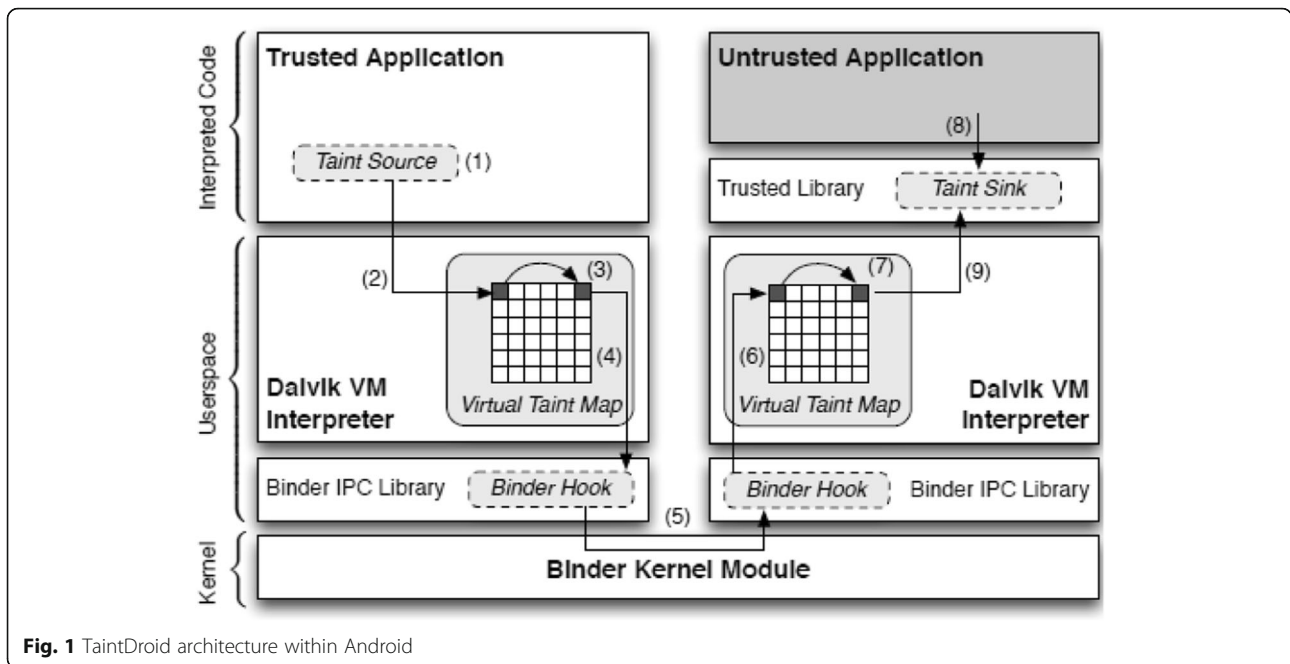 Interpreted Code
Userspace
Kernel
Trusted Application
Taint Source
(1)
(2)
(3)
(4)
Virtual Taint Map
Dalvik VM
Interpreter
Binder IPC Library
Binder Hook
(5)
Untrusted Application
(8)
Trusted Library
Taint Sink
(7)
(9)
(6)
Virtual Taint Map
Dalvik VM
Interpreter
Binder Hook
Binder IPC Library
Binder Kernel Module
Fig. 1 TaintDroid architecture within Android